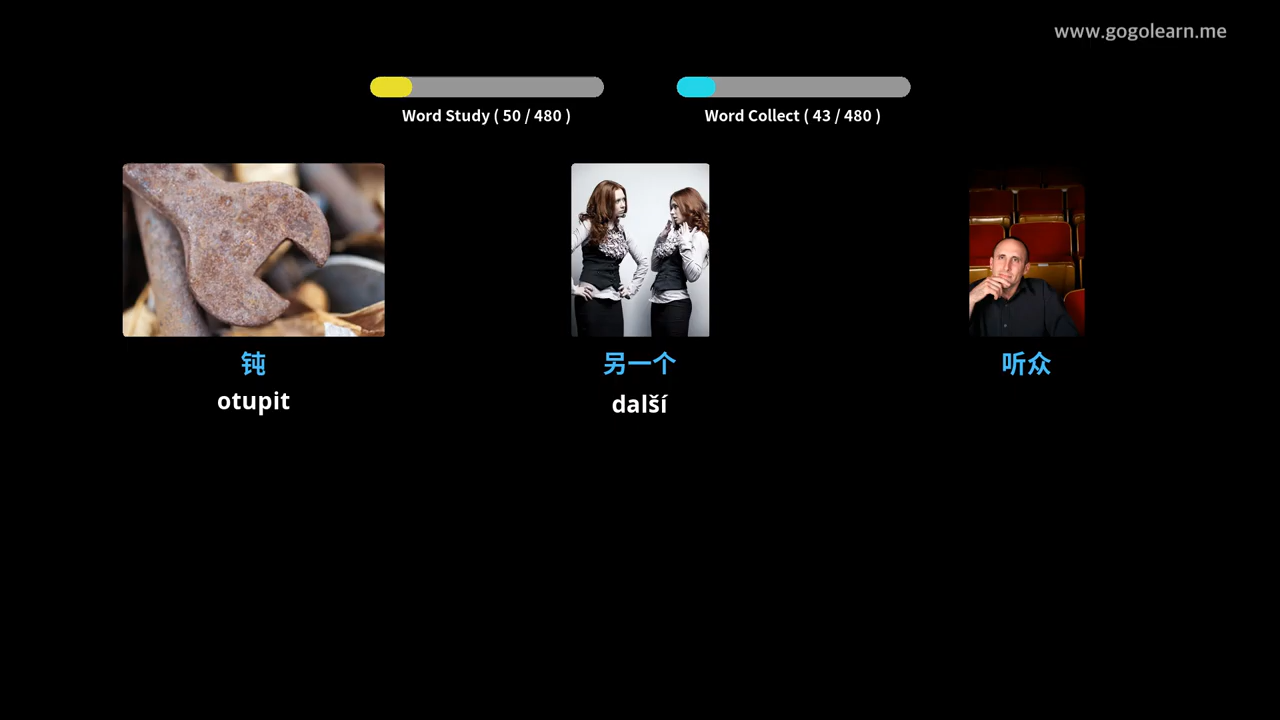 www.gogolearn.me
Word Study ( 50 / 480 )
Word Collect ( 43 / 480 )
钝
另一个
听众
otupit
další